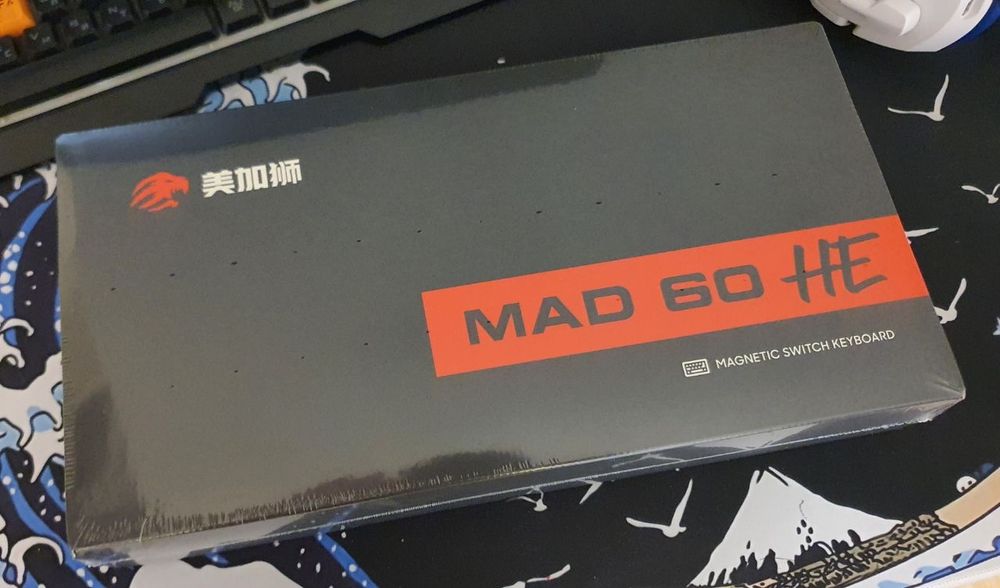 美加狮
MAD 60 HE
MAGNETIC SWITCH KEYBOARD